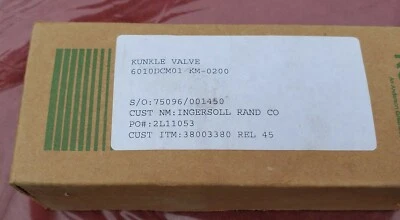 KUNKLE VALVE
6010DCM01-KM-0200
S/O:75096/001450
CUST NM:INGERSOLL RAND CO
PO#:2L11053
CUST ITM:38003380 REL 45